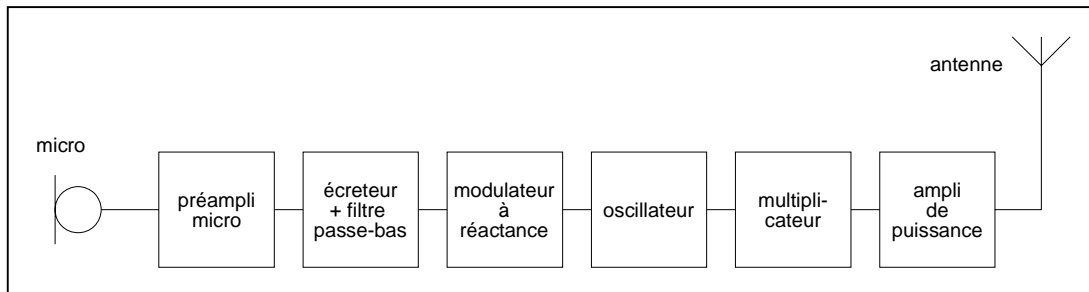 antenne
micro
préampli
micro
écreteur
+ filtre
passe-bas
modulateur
à
réactance
oscillateur
multipli-
cateur
ampli
de
puissance